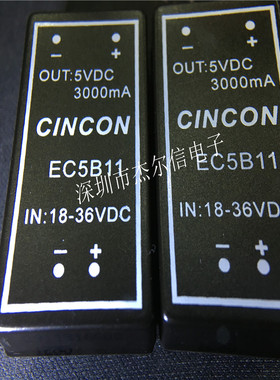 - +
OUT:5VDC
3000mA
CINCON
EC5B11
IN:18-36VDC
- +
- +
OUT:5VDC
3000mA
CINCON
EC5B11
IN:18-36VD
- +
深圳市杰尔信电子